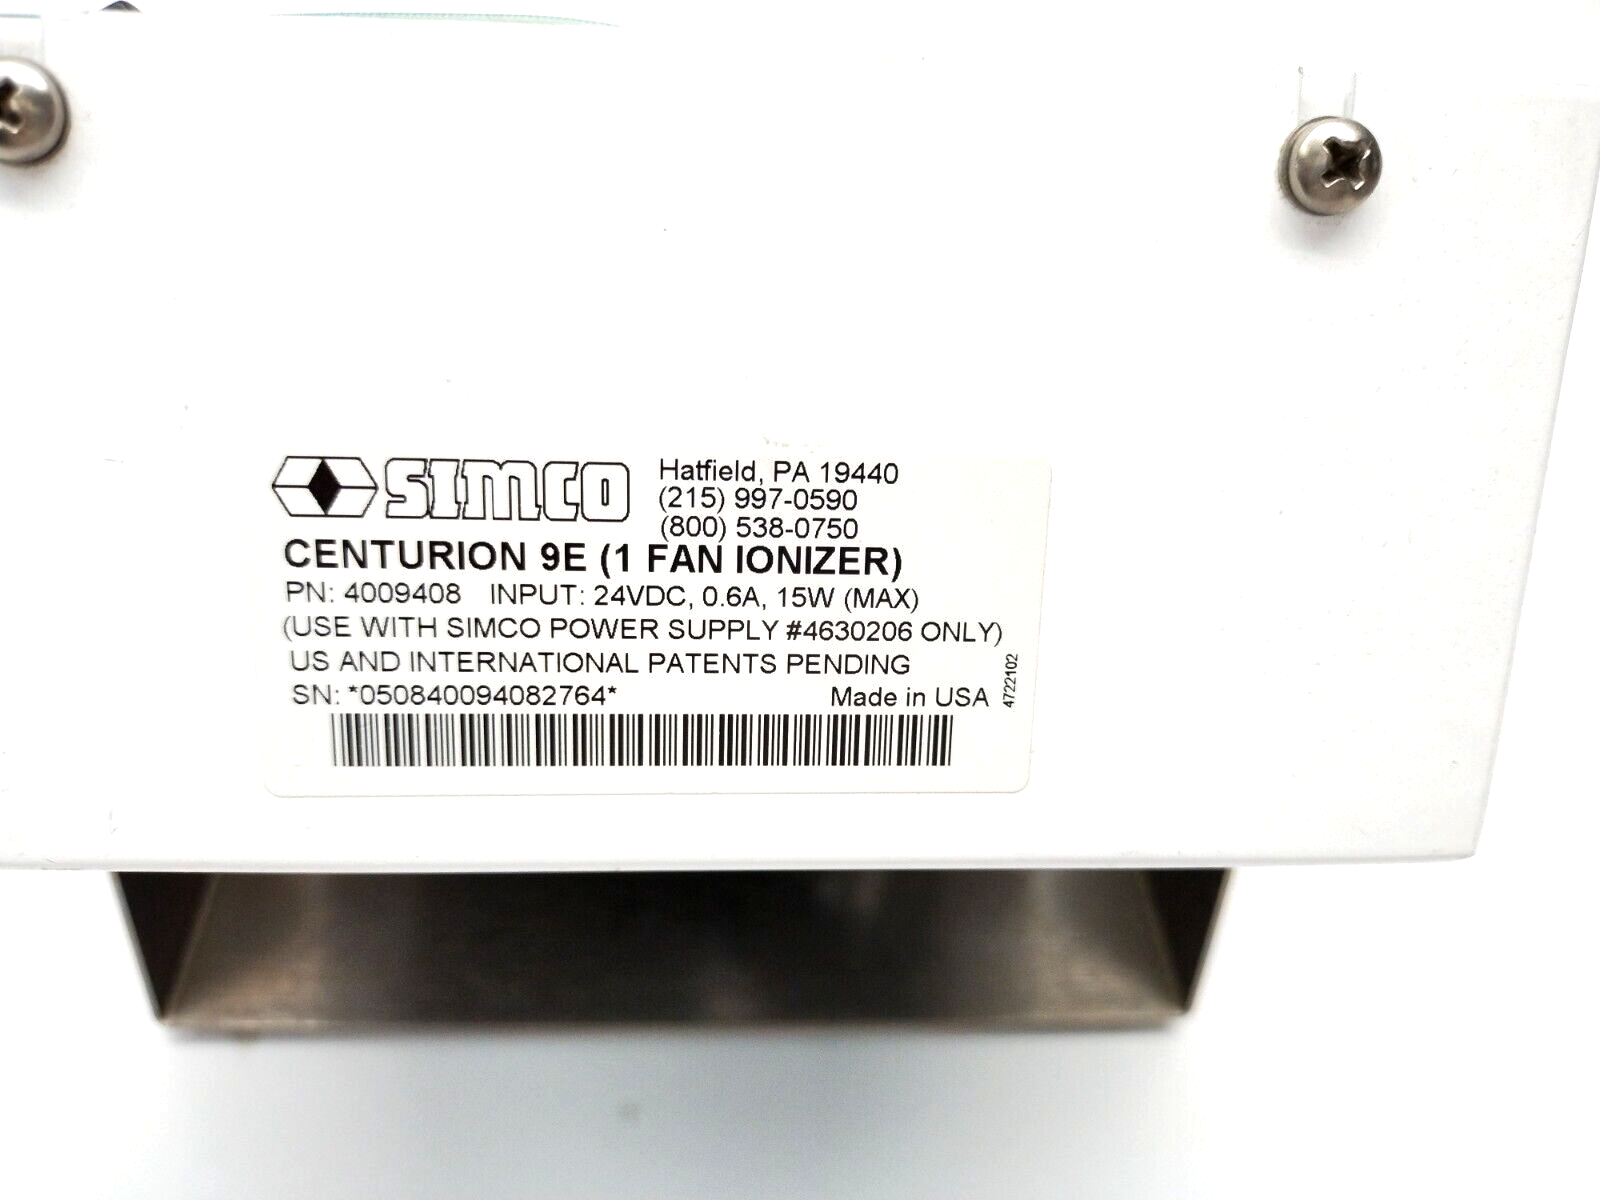 SIMCO
Hatfield, PA 19440
(215) 997-0590
(800) 538-0750
CENTURION 9E (1 FAN IONIZER)
PN: 4009408 INPUT: 24VDC, 0.6A, 15W (MAX)
(USE WITH SIMCO POWER SUPPLY #4630206 ONLY)
US AND INTERNATIONAL PATENTS PENDING
SN: *050840094082764*
Made in USA
4722102